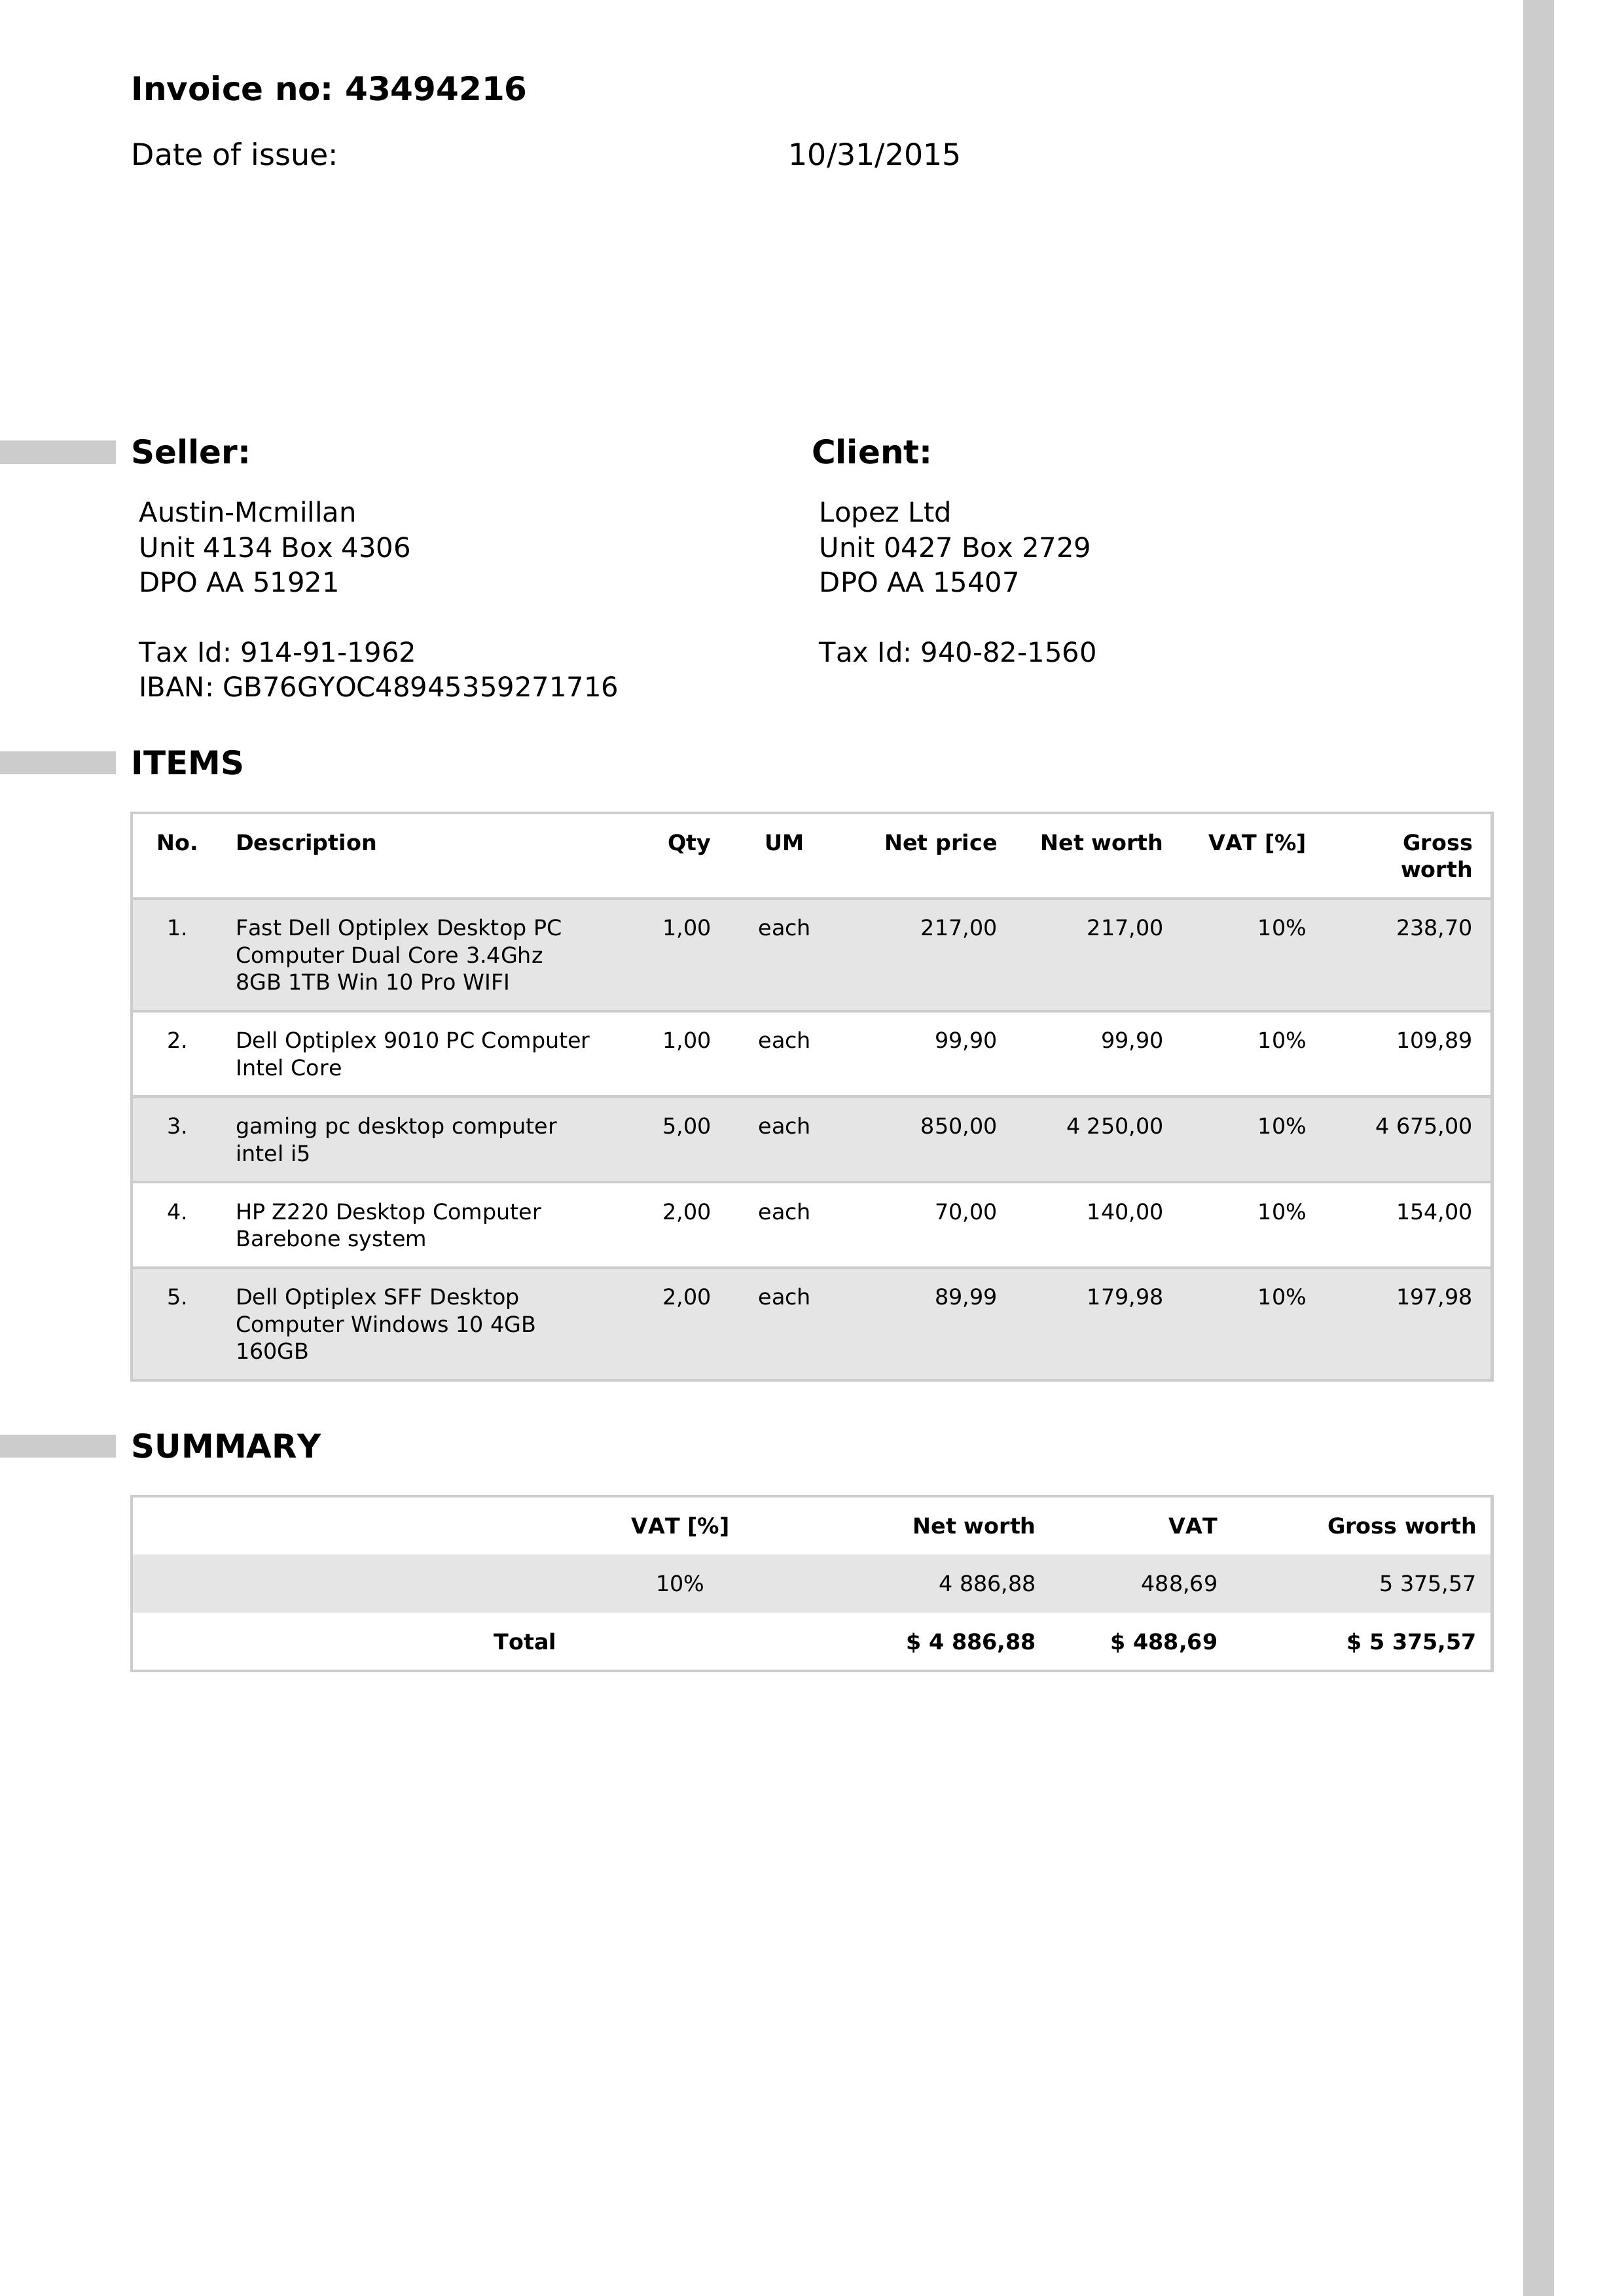 Invoice no: 43494216
Date of issue: 10/31/2015
Seller:
Austin-Mcmillan
Unit 4134 Box 4306
DPO AA 51921
Tax Id: 914-91-1962
IBAN: GB76GYOC48945359271716
Client:
Lopez Ltd
Unit 0427 Box 2729
DPO AA 15407
Tax Id: 940-82-1560
ITEMS
No. Description Qty UM Net price Net worth VAT [%] Gross
worth
1. Fast Dell Optiplex Desktop PC 1,00 each 217,00 217,00 10% 238,70
Computer Dual Core 3.4Ghz
8GB 1TB Win 10 Pro WIFI
2. Dell Optiplex 9010 PC Computer 1,00 each 99,90 99,90 10% 109,89
Intel Core
3. gaming pc desktop computer 5,00 each 850,00 4 250,00 10% 4 675,00
intel i5
4. HP Z220 Desktop Computer 2,00 each 70,00 140,00 10% 154,00
Barebone system
5. Dell Optiplex SFF Desktop 2,00 each 89,99 179,98 10% 197,98
Computer Windows 10 4GB
160GB
SUMMARY
VAT [%] Net worth VAT Gross worth
10% 4 886,88 488,69 5 375,57
Total $ 4 886,88 $ 488,69 $ 5 375,57